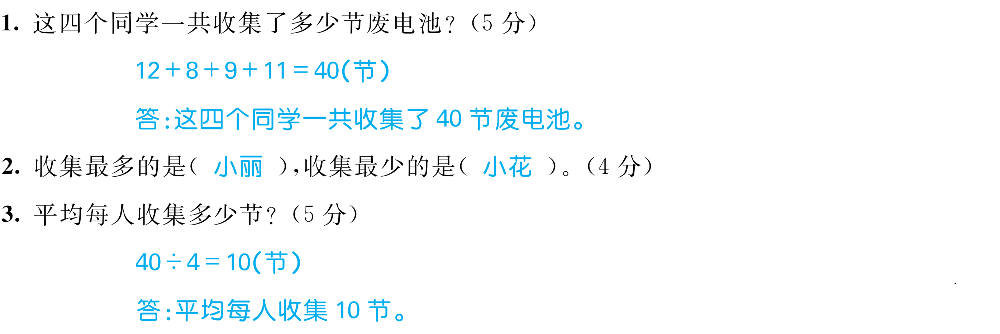 1. 这四个同学一共收集了多少节废电池?(5 分)
12+8+9+11=40(节)
答:这四个同学一共收集了 40 节废电池。
2. 收集最多的是( 小丽 ),收集最少的是( 小花 )。(4 分)
3. 平均每人收集多少节?(5 分)
40÷4=10(节)
答:平均每人收集 10 节。